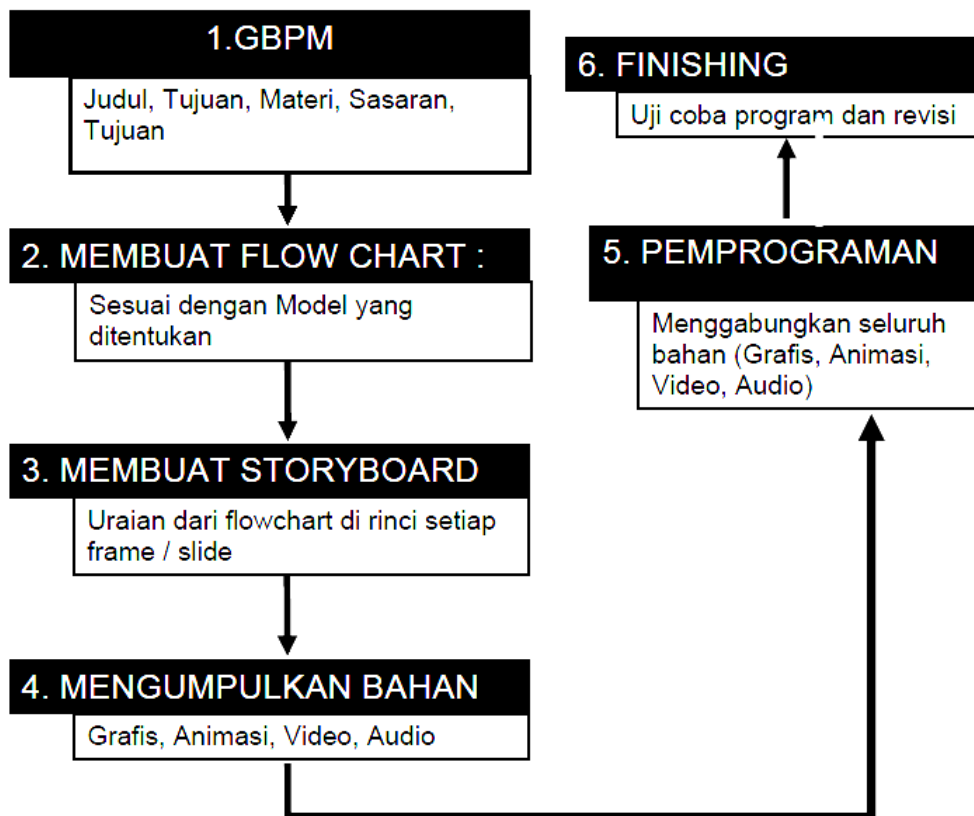 1.GBPM
Judul, Tujuan, Materi, Sasaran,
Tujuan
2. MEMBUAT FLOW CHART :
Sesuai dengan Model yang
ditentukan
3. MEMBUAT STORYBOARD
Uraian dari flowchart di rinci setiap
frame / slide
4. MENGUMPULKAN BAHAN
Grafis, Animasi, Video, Audio
5. PEMPROGRAMAN
Menggabungkan seluruh
bahan (Grafis, Animasi,
Video, Audio)
6. FINISHING
Uji coba program dan revisi